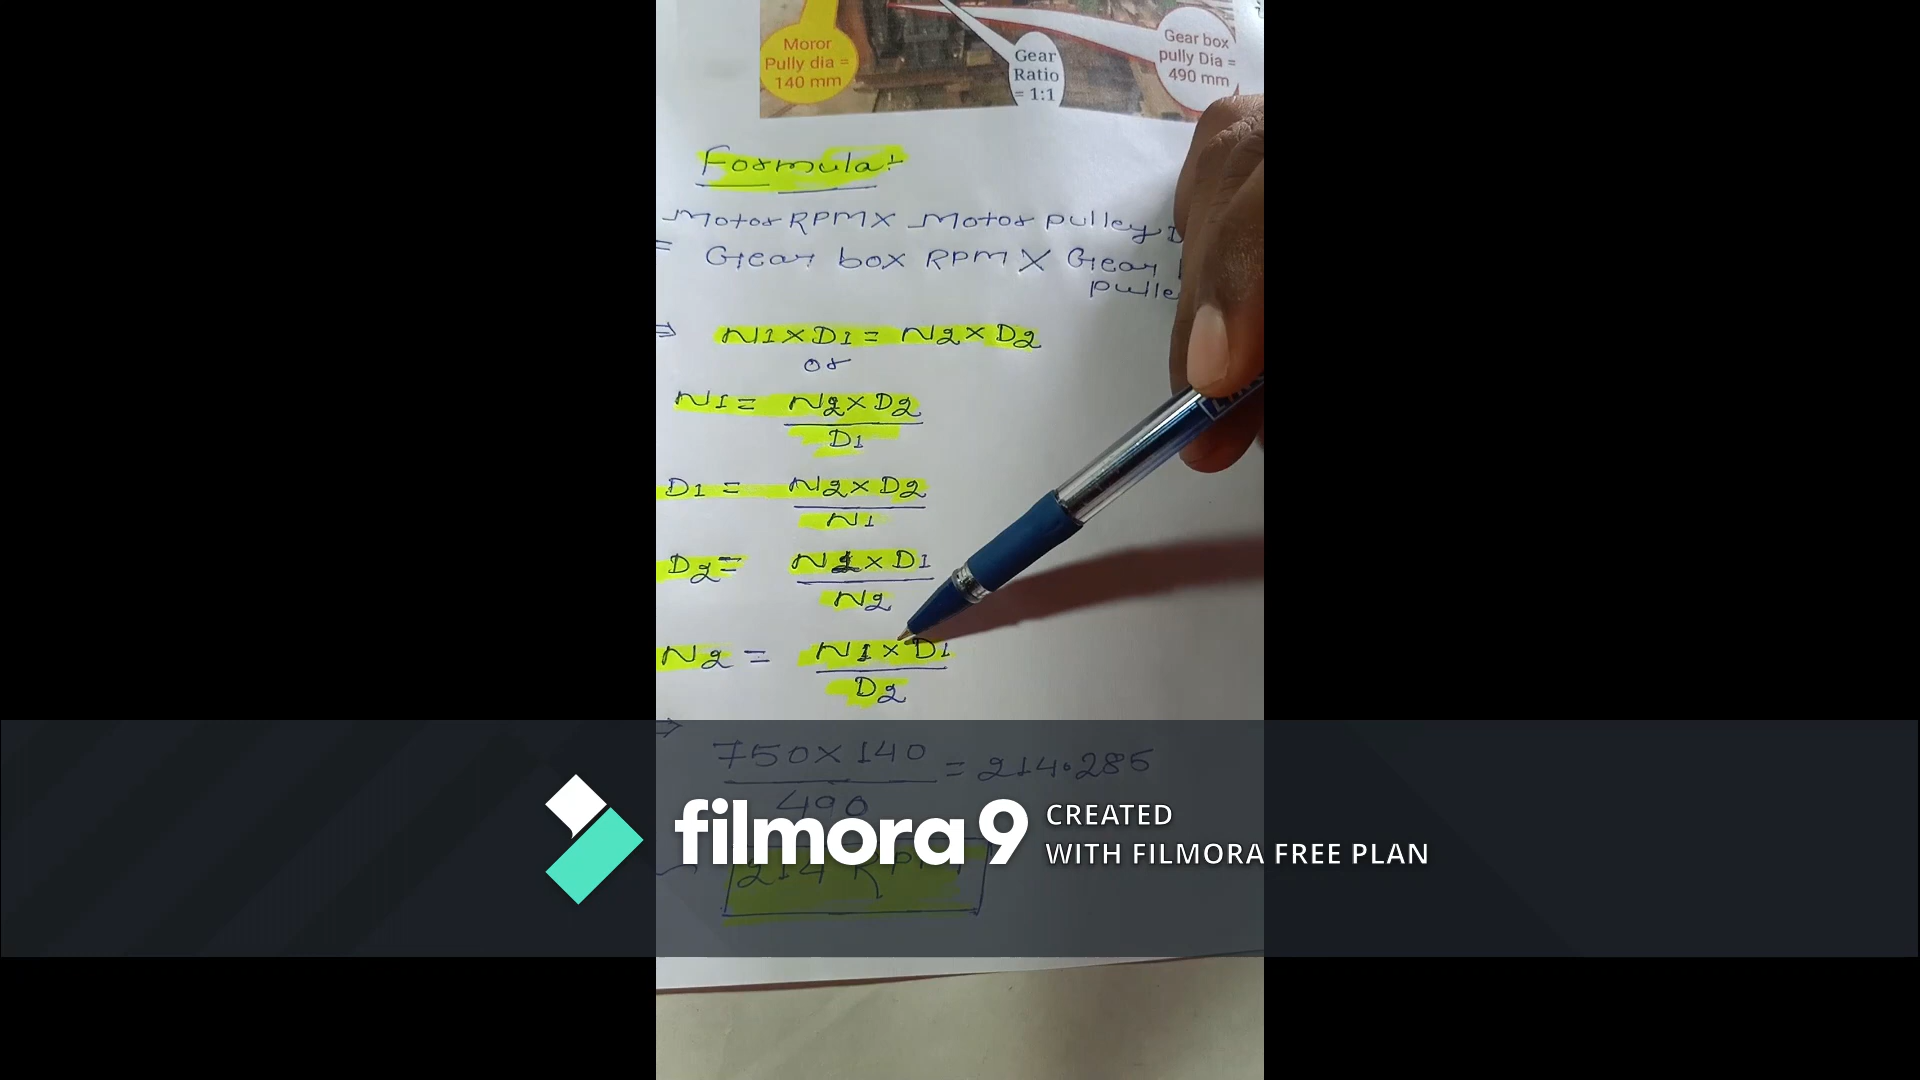 Moror
Pully dia =
140 mm
Gear
Ratio
= 1:1
Gear box
pully Dia =
490 mm
Formula:
Motor RPM X Motor pulley D
= Gear box RPM X Gear
pulle
⇒ N1 × D1 = N2 × D2
or
N1 = N2 × D2
D1
D1 = N2 × D2
N1
D2 = N1 × D1
N2
N2 = N1 × D1
D2
⇒ 750 × 140 = 214.285
490
214 RPM
filmora9
CREATED
WITH FILMORA FREE PLAN